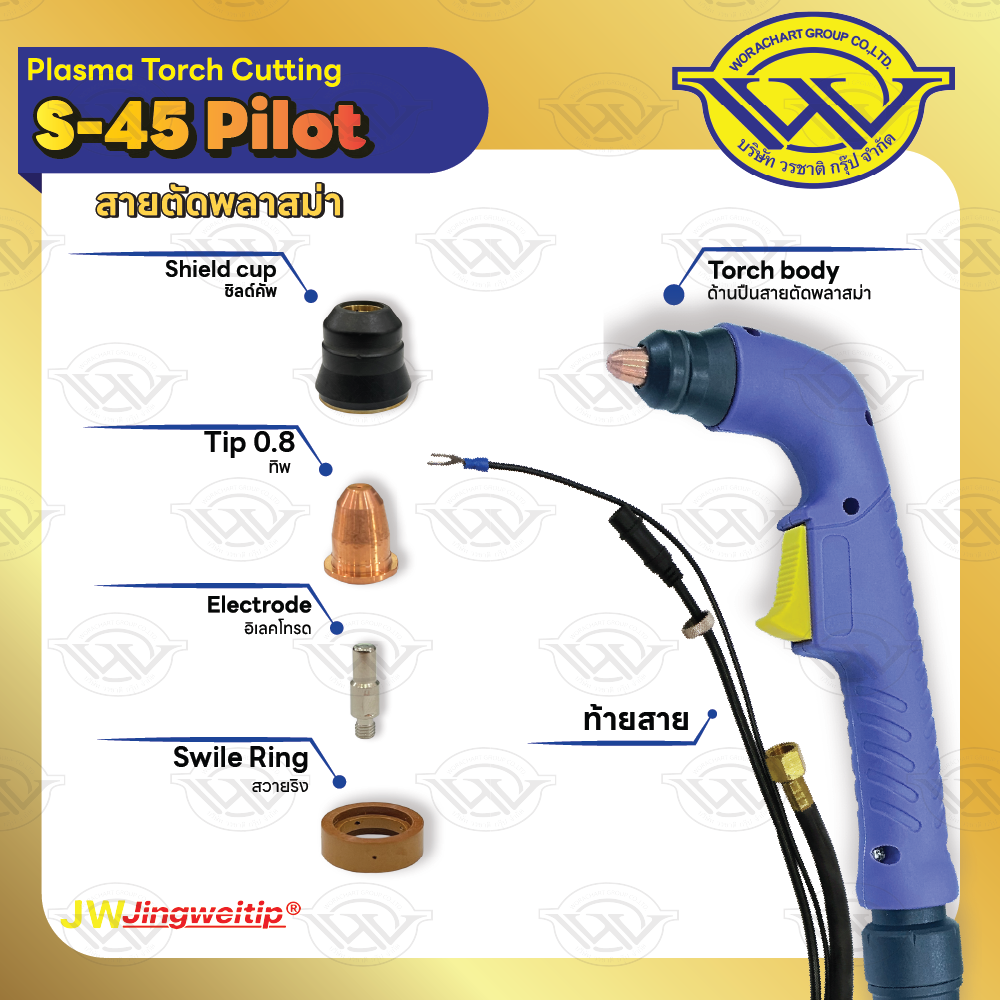 Plasma Torch Cutting
S-45 Pilot
สายตัดพลาสม่า
WORACHART GROUP CO.,LTD.
W
บริษัท วรชาติ กรุ๊ป จำกัด
Shield cup
ชิลด์คัพ
Torch body
ด้านปืนสายตัดพลาสม่า
Tip 0.8
ทิพ
Electrode
อิเลคโทรด
ท้ายสาย
Swile Ring
สวายริง
JWJingweitip®